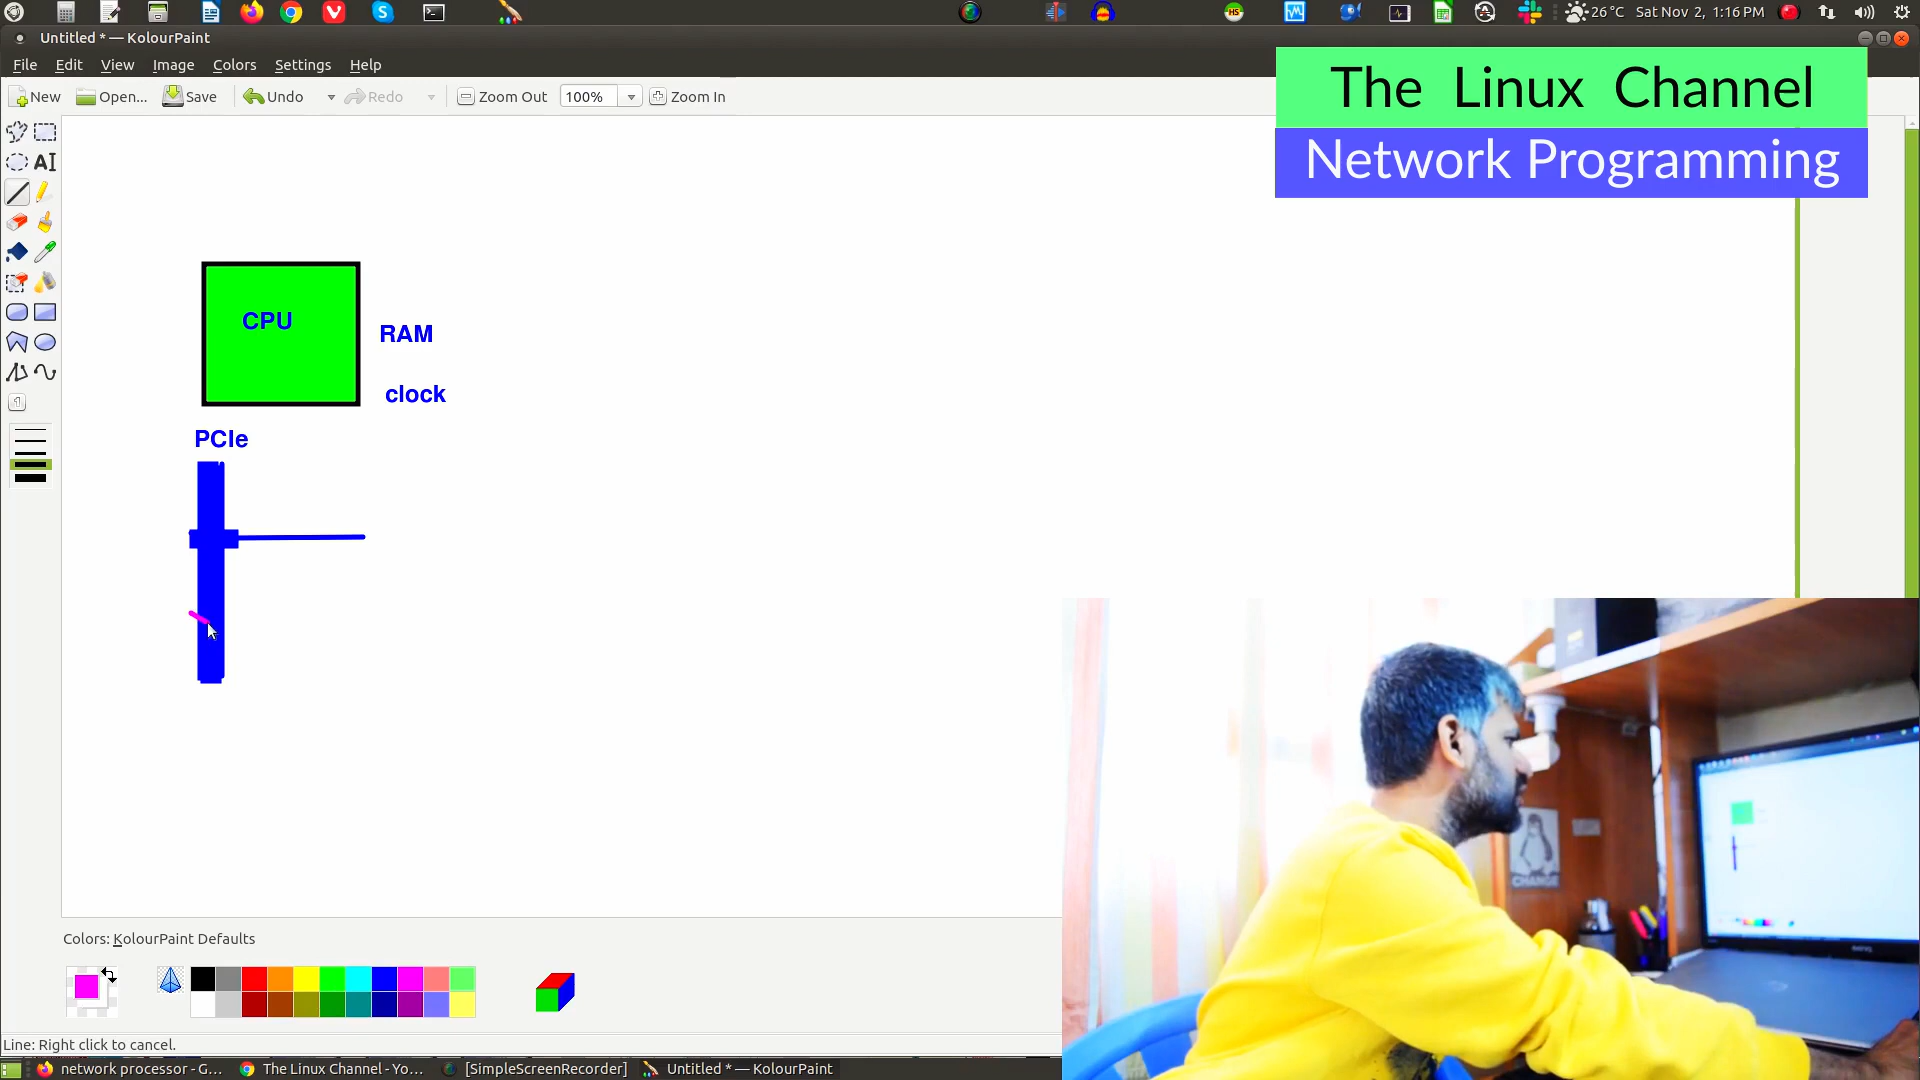 26°C Sat Nov 2, 1:16 PM
Untitled * — KolourPaint
File Edit View Image Colors Settings Help
New Open... Save Undo Redo Zoom Out 100% Zoom In
The Linux Channel
Network Programming
CPU
RAM
clock
PCIe
CHANGE
Colors: KolourPaint Defaults
Line: Right click to cancel.
network processor - G... The Linux Channel - Yo... [SimpleScreenRecorder] Untitled * — KolourPaint